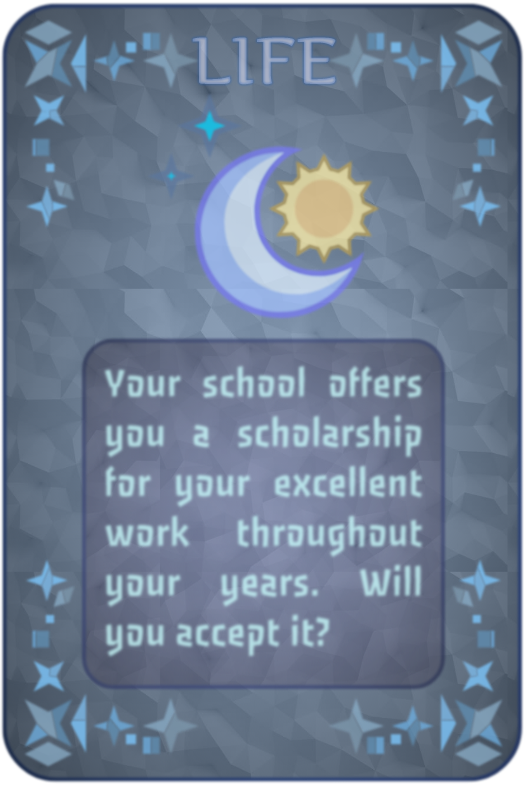 LIFE
Your school offers
you a scholarship
for your excellent
work throughout
your years. Will
you accept it?